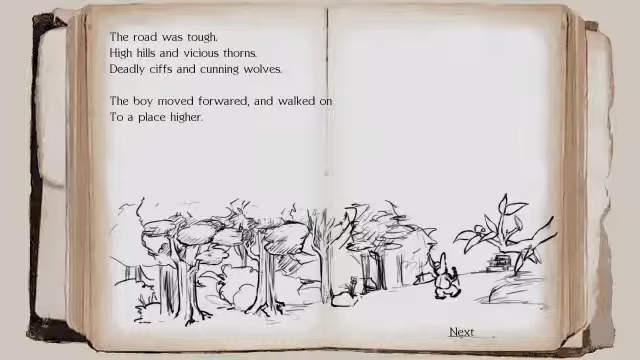 The road was tough.
High hills and vicious thorns.
Deadly ciffs and cunning wolves.
The boy moved forwared, and walked on
To a place higher.
Next